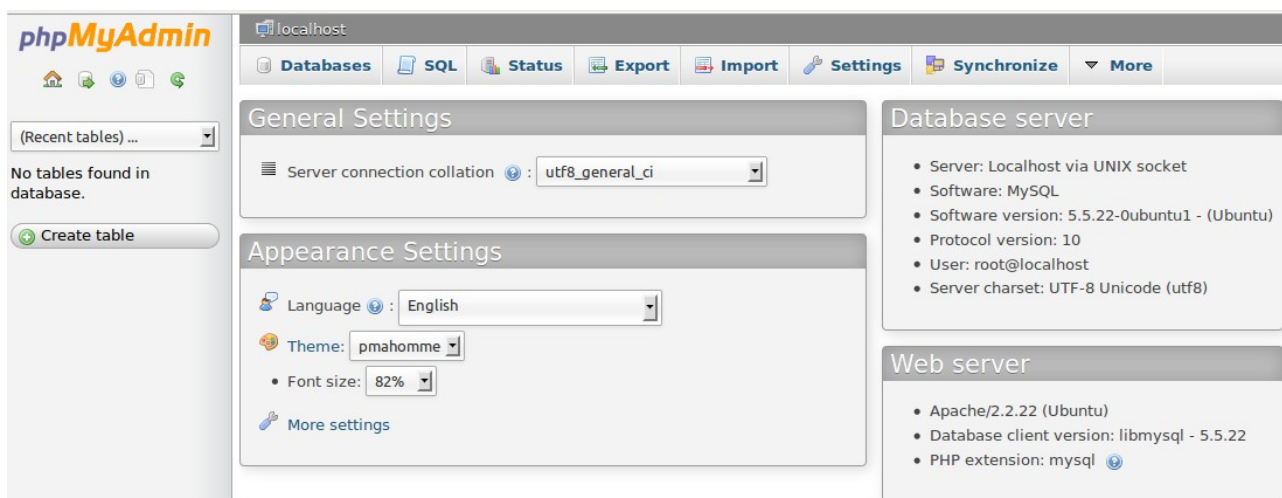 phpMyAdmin
(Recent tables) ...
No tables found in
database.
Create table
localhost
Databases SQL Status Export Import Settings Synchronize More
General Settings
Server connection collation : utf8_general_ci
Appearance Settings
Language : English
Theme: pmahomme
• Font size: 82%
More settings
Database server
• Server: Localhost via UNIX socket
• Software: MySQL
• Software version: 5.5.22-0ubuntu1 - (Ubuntu)
• Protocol version: 10
• User: root@localhost
• Server charset: UTF-8 Unicode (utf8)
Web server
• Apache/2.2.22 (Ubuntu)
• Database client version: libmysql - 5.5.22
• PHP extension: mysql